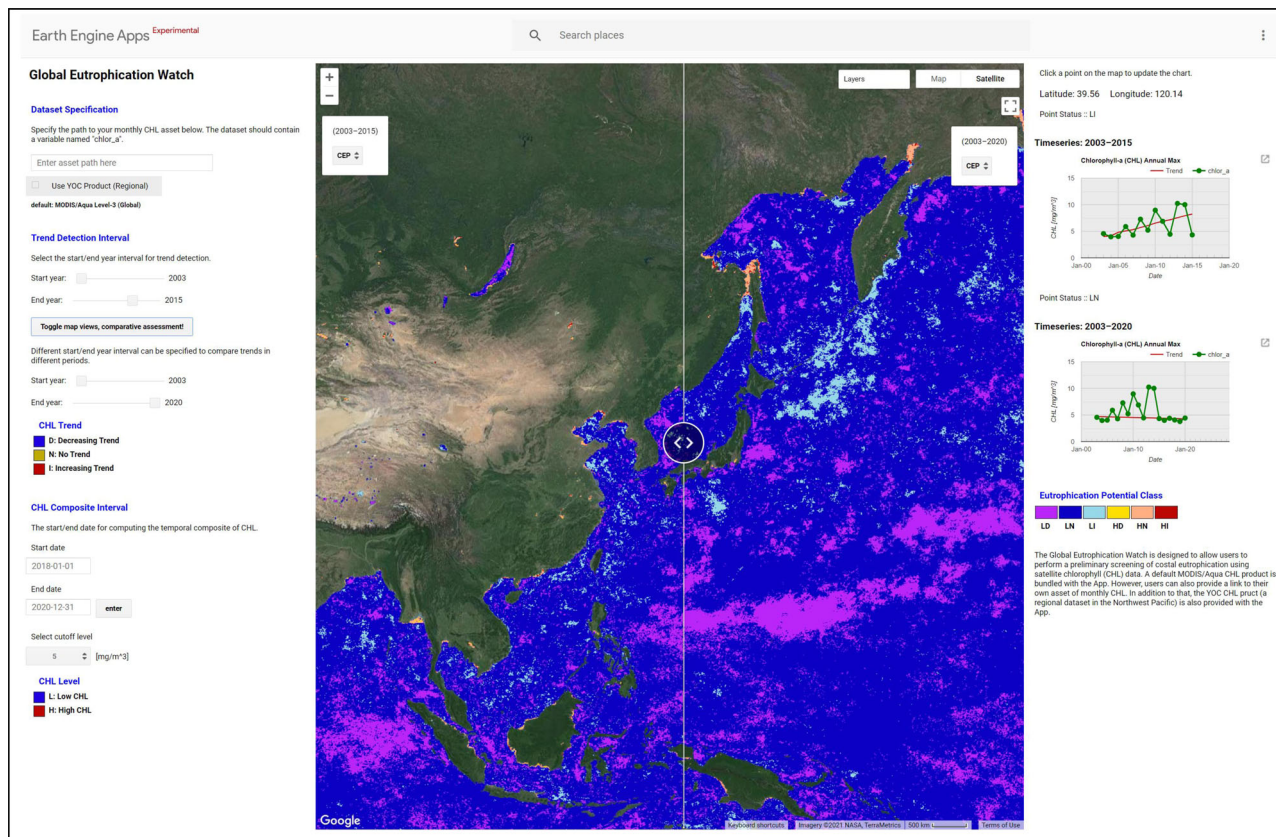 Earth Engine Apps Experimental
Search places
Global Eutrophication Watch
Dataset Specification
Specify the path to your monthly CHL asset below. The dataset should contain
a variable named "chlor_a".
Enter asset path here
Use YOC Product (Regional)
default: MODIS/Aqua Level-3 (Global)
Trend Detection Interval
Select the start/end year interval for trend detection.
Start year: 2003
End year: 2015
Toggle map views, comparative assessment!
Different start/end year interval can be specified to compare trends in
different periods.
Start year: 2003
End year: 2020
CHL Trend
D: Decreasing Trend
N: No Trend
I: Increasing Trend
CHL Composite Interval
The start/end date for computing the temporal composite of CHL.
Start date
2018-01-01
End date
2020-12-31 enter
Select cutoff level
5 [mg/m^3]
CHL Level
L: Low CHL
H: High CHL
+
−
(2003–2015)
CEP
Layers
Map Satellite
(2003–2020)
CEP
Google
Keyboard shortcuts Imagery ©2021 NASA, TerraMetrics 500 km Terms of Use
Click a point on the map to update the chart.
Latitude: 39.56 Longitude: 120.14
Point Status :: LI
Timeseries: 2003–2015
Chlorophyll-a (CHL) Annual Max
Trend chlor_a
15
10
5
0
CHL [mg/m^3]
Jan-00 Jan-05 Jan-10 Jan-15 Jan-20
Date
Point Status :: LN
Timeseries: 2003–2020
Chlorophyll-a (CHL) Annual Max
Trend chlor_a
15
10
5
0
CHL [mg/m^3]
Jan-00 Jan-10 Jan-20
Date
Eutrophication Potential Class
LD LN LI HD HN HI
The Global Eutrophication Watch is designed to allow users to
perform a preliminary screening of costal eutrophication using
satellite chlorophyll (CHL) data. A default MODIS/Aqua CHL product is
bundled with the App. However, users can also provide a link to their
own asset of monthly CHL. In addition to that, the YOC CHL pruct (a
regional dataset in the Northwest Pacific) is also provided with the
App.